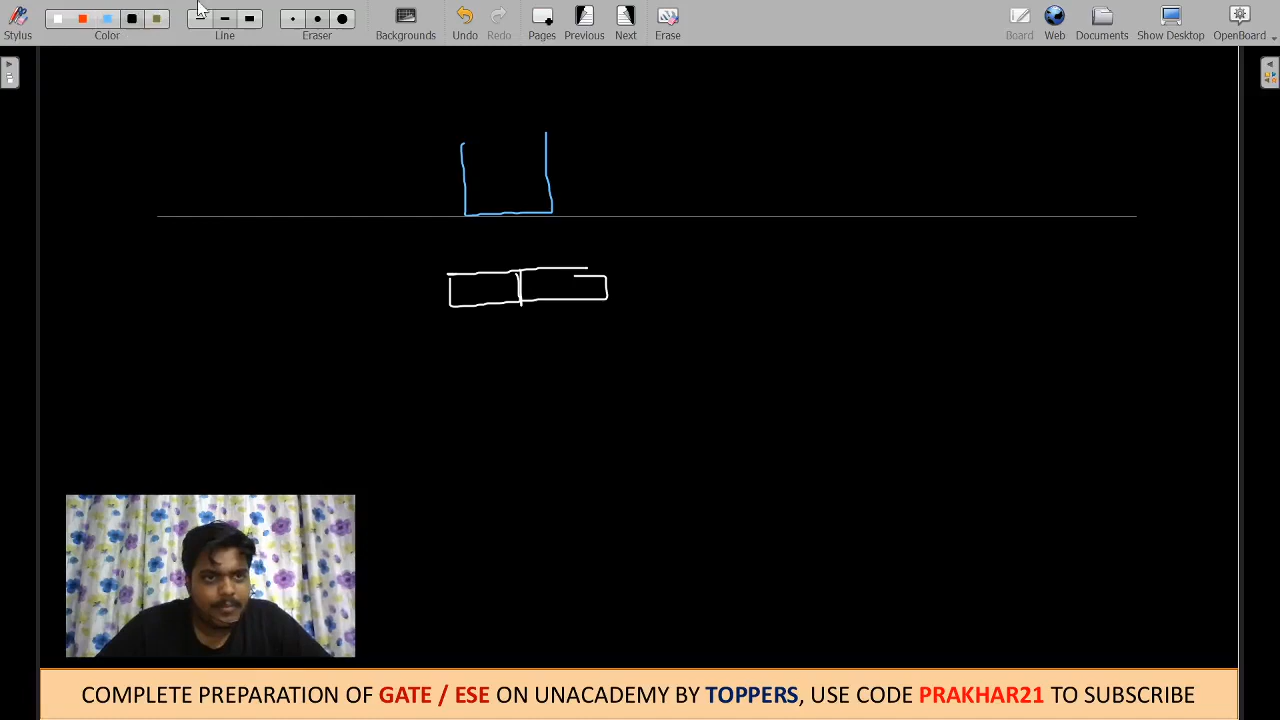 Stylus Color Line Eraser Backgrounds Undo Redo Pages Previous Next Erase Board Web Documents Show Desktop OpenBoard
COMPLETE PREPARATION OF GATE / ESE ON UNACADEMY BY TOPPERS, USE CODE PRAKHAR21 TO SUBSCRIBE